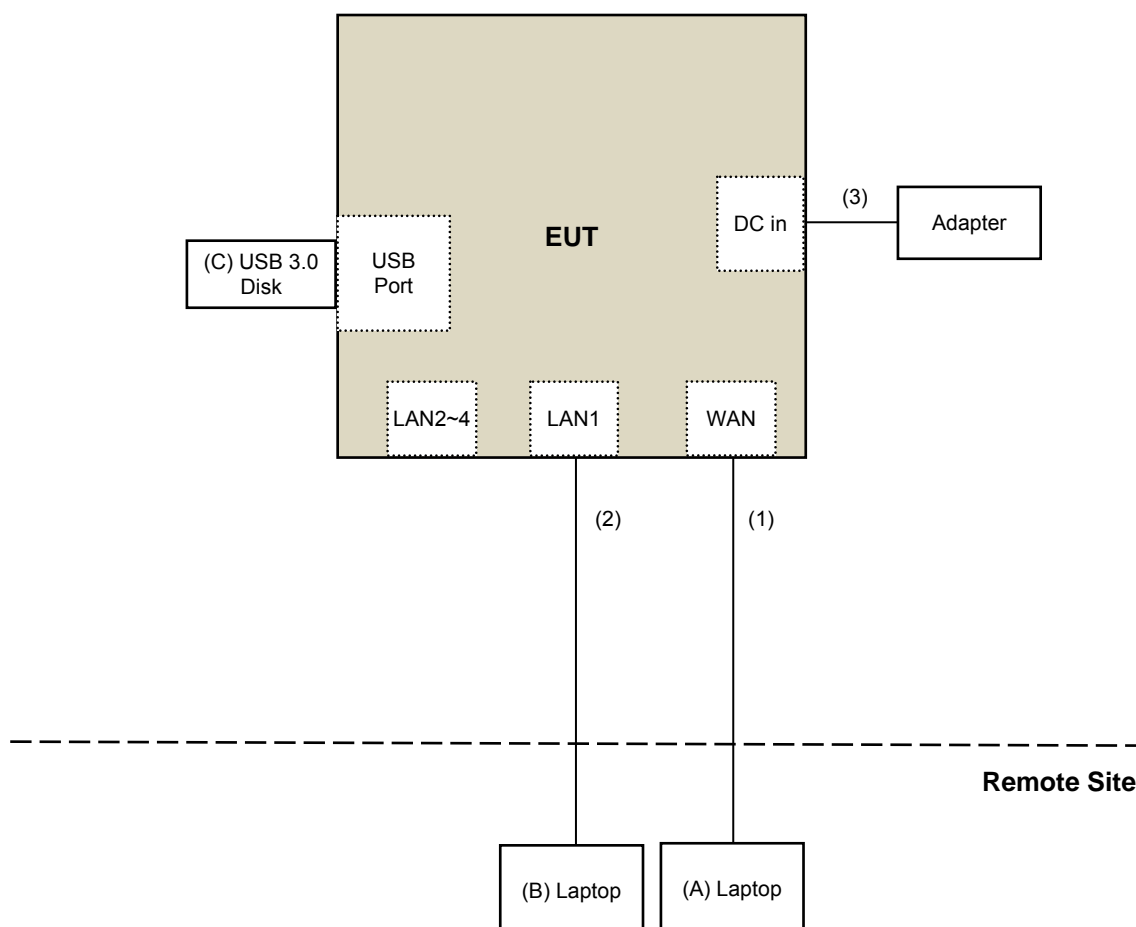 EUT
DC in
(3)
Adapter
(C) USB 3.0
Disk
USB
Port
LAN2~4
LAN1
WAN
(2)
(1)
Remote Site
(B) Laptop
(A) Laptop